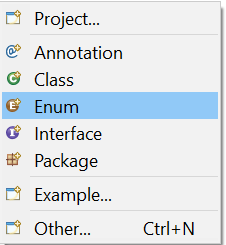 Project...
Annotation
Class
Enum
Interface
Package
Example...
Other... Ctrl+N